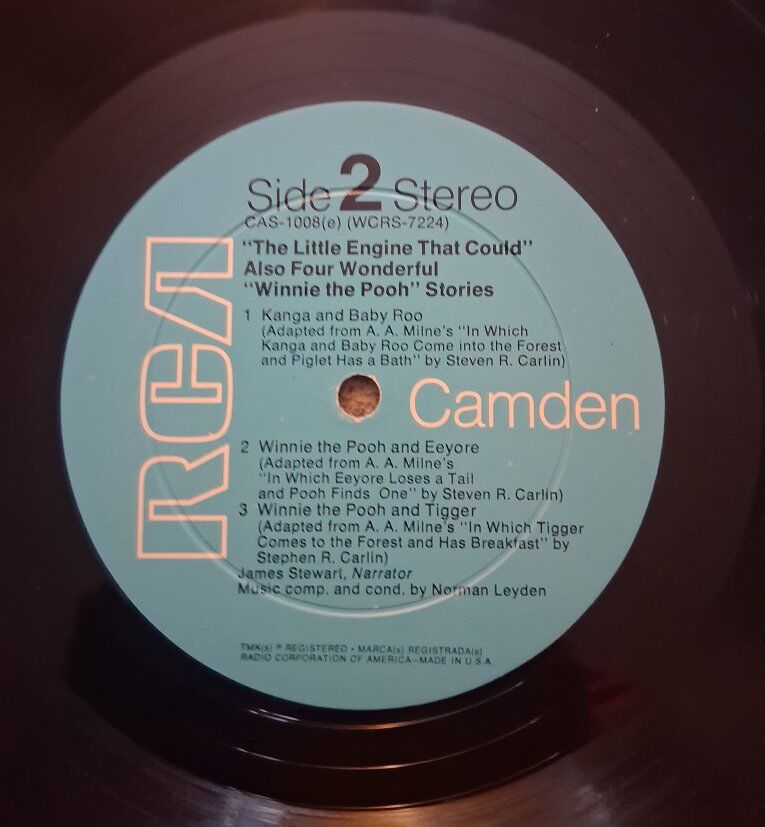 Side 2 Stereo
CAS-1008(e) (WCRS-7224)
"The Little Engine That Could"
Also Four Wonderful
"Winnie the Pooh" Stories
1 Kanga and Baby Roo
(Adapted from A. A. Milne's "In Which
Kanga and Baby Roo Come into the Forest
and Piglet Has a Bath" by Steven R. Carlin)
RCA
Camden
2 Winnie the Pooh and Eeyore
(Adapted from A. A. Milne's
"In Which Eeyore Loses a Tail
and Pooh Finds One" by Steven R. Carlin)
3 Winnie the Pooh and Tigger
(Adapted from A. A. Milne's "In Which Tigger
Comes to the Forest and Has Breakfast" by
Stephen R. Carlin)
James Stewart, Narrator
Music comp. and cond. by Norman Leyden
TMK(s) ® REGISTERED • MARCA(s) REGISTRADA(s)
RADIO CORPORATION OF AMERICA–MADE IN U.S.A.